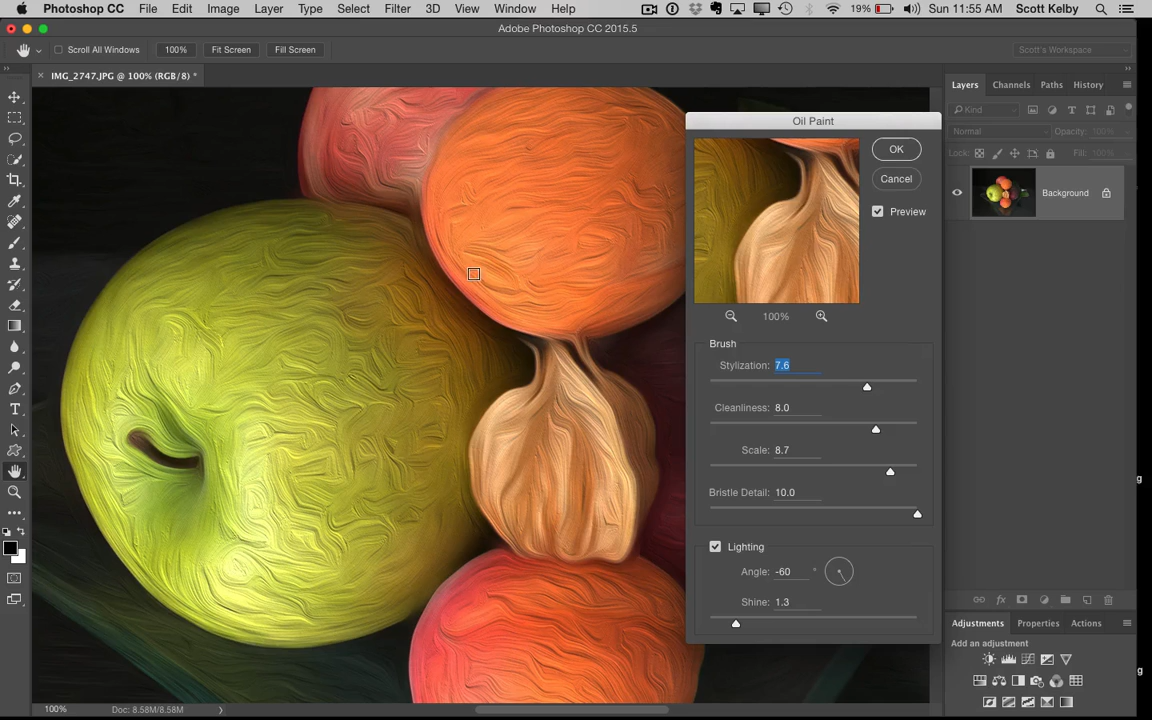 Photoshop CC File Edit Image Layer Type Select Filter 3D View Window Help 19% Sun 11:55 AM Scott Kelby
Adobe Photoshop CC 2015.5
Scroll All Windows 100% Fit Screen Fill Screen Scott's Workspace
IMG_2747.JPG @ 100% (RGB/8) *
Layers Channels Paths History
Kind
Normal Opacity: 100%
Lock: Fill: 100%
Background
Oil Paint
OK
Cancel
Preview
100%
Brush
Stylization: 7.6
Cleanliness: 8.0
Scale: 8.7
Bristle Detail: 10.0
Lighting
Angle: -60 °
Shine: 1.3
g
fx
Adjustments Properties Actions
Add an adjustment
g
100% Doc: 8.58M/8.58M